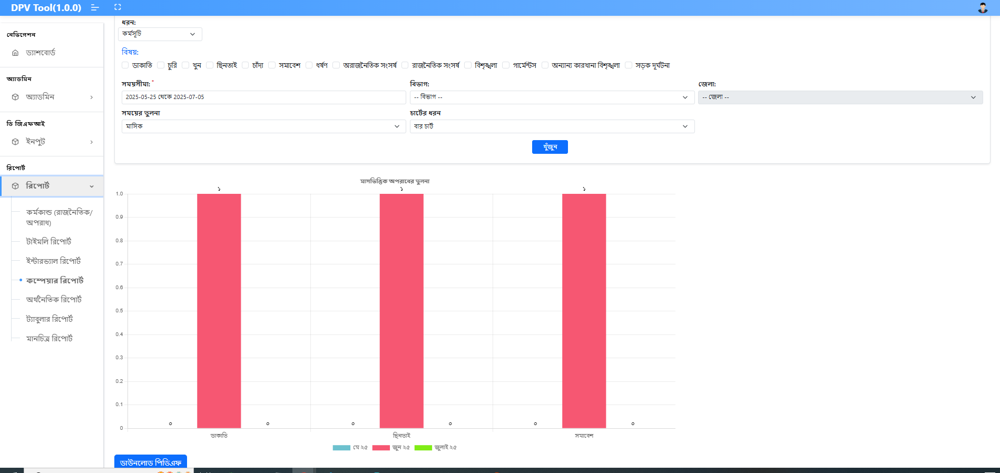 DPV Tool(1.0.0)
নেভিগেশন
ড্যাশবোর্ড
অ্যাডমিন
অ্যাডমিন
ডি জিএফআই
ইনপুট
রিপোর্ট
রিপোর্ট
কর্মকান্ড (রাজনৈতিক/
অপরাধ)
টাইমলি রিপোর্ট
ইন্টারভ্যাল রিপোর্ট
কম্পেয়ার রিপোর্ট
অর্থনৈতিক রিপোর্ট
ট্যাবুলার রিপোর্ট
মানচিত্র রিপোর্ট
ধরন:
কর্মসূচি
বিষয়:
ডাকাতি চুরি খুন ছিনতাই চাঁদা সমাবেশ ধর্ষণ অরাজনৈতিক সংসর্ষ রাজনৈতিক সংসর্ষ বিশৃঙ্খলা গার্মেন্টস অন্যান্য কারখানা বিশৃঙ্খলা সড়ক দূর্ঘটনা
সময়সীমা: * বিভাগ: জেলা:
2025-05-25 থেকে 2025-07-05 -- বিভাগ -- -- জেলা --
সময়ের তুলনা চার্টের ধরন
মাসিক বার চার্ট
খুঁজুন
মাসভিত্তিক অপরাধের তুলনা
১ ১ ১
1.0
0.9
0.8
0.7
0.6
0.5
0.4
0.3
0.2
0.1
০ ০ ০ ০ ০ ০
0
ডাকাতি ছিনতাই সমাবেশ
মে ২৫ জুন ২৫ জুলাই ২৫
ডাউনলোড পিডিএফ